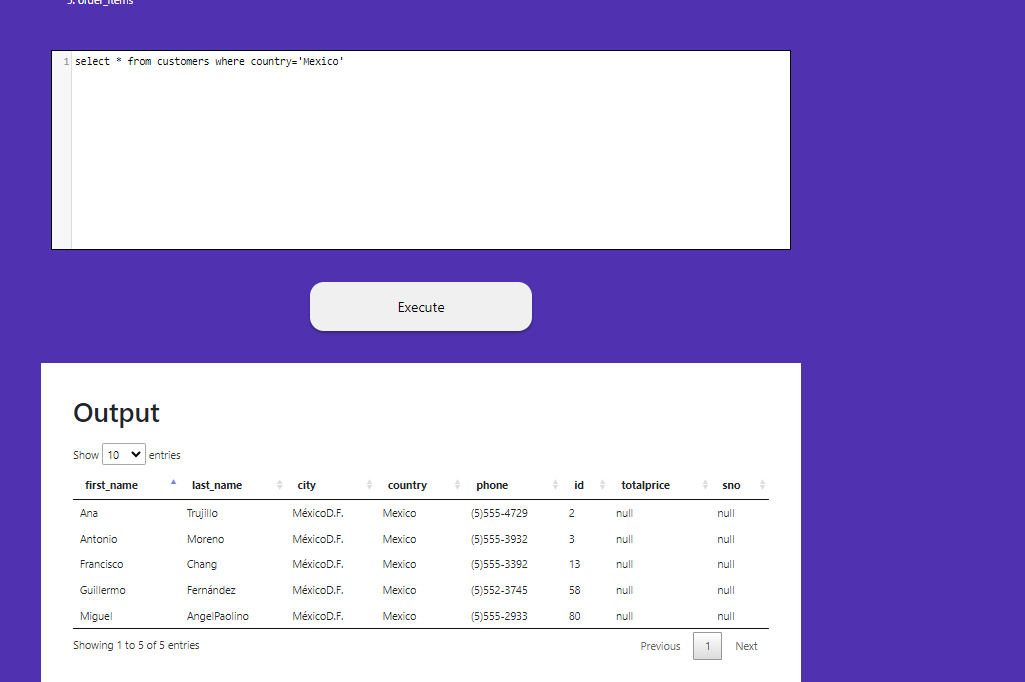 5. order_items
1 select * from customers where country='Mexico'
Execute
Output
Show 10 entries
first_name last_name city country phone id totalprice sno
Ana Trujillo MéxicoD.F. Mexico (5)555-4729 2 null null
Antonio Moreno MéxicoD.F. Mexico (5)555-3932 3 null null
Francisco Chang MéxicoD.F. Mexico (5)555-3392 13 null null
Guillermo Fernández MéxicoD.F. Mexico (5)552-3745 58 null null
Miguel AngelPaolino MéxicoD.F. Mexico (5)555-2933 80 null null
Showing 1 to 5 of 5 entries Previous 1 Next